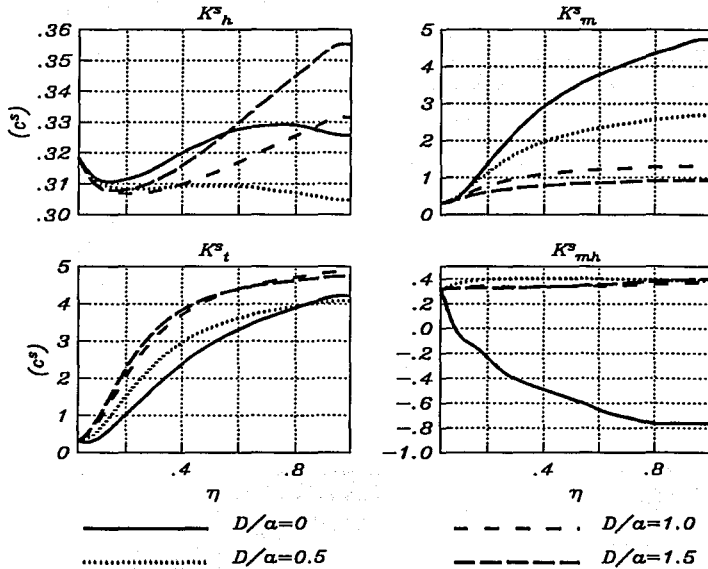 K^s_h
K^s_m
.36
.35
.33
.32
.31
.30
(c^s)
5
4
3
2
1
0
K^s_t
K^s_mh
5
4
3
2
1
0
(c^s)
0.4
0.2
.0
-.2
-.4
-.6
-.8
-1.0
.4
.8
.4
.8
η
η
D/a=0
D/a=1.0
D/a=0.5
D/a=1.5